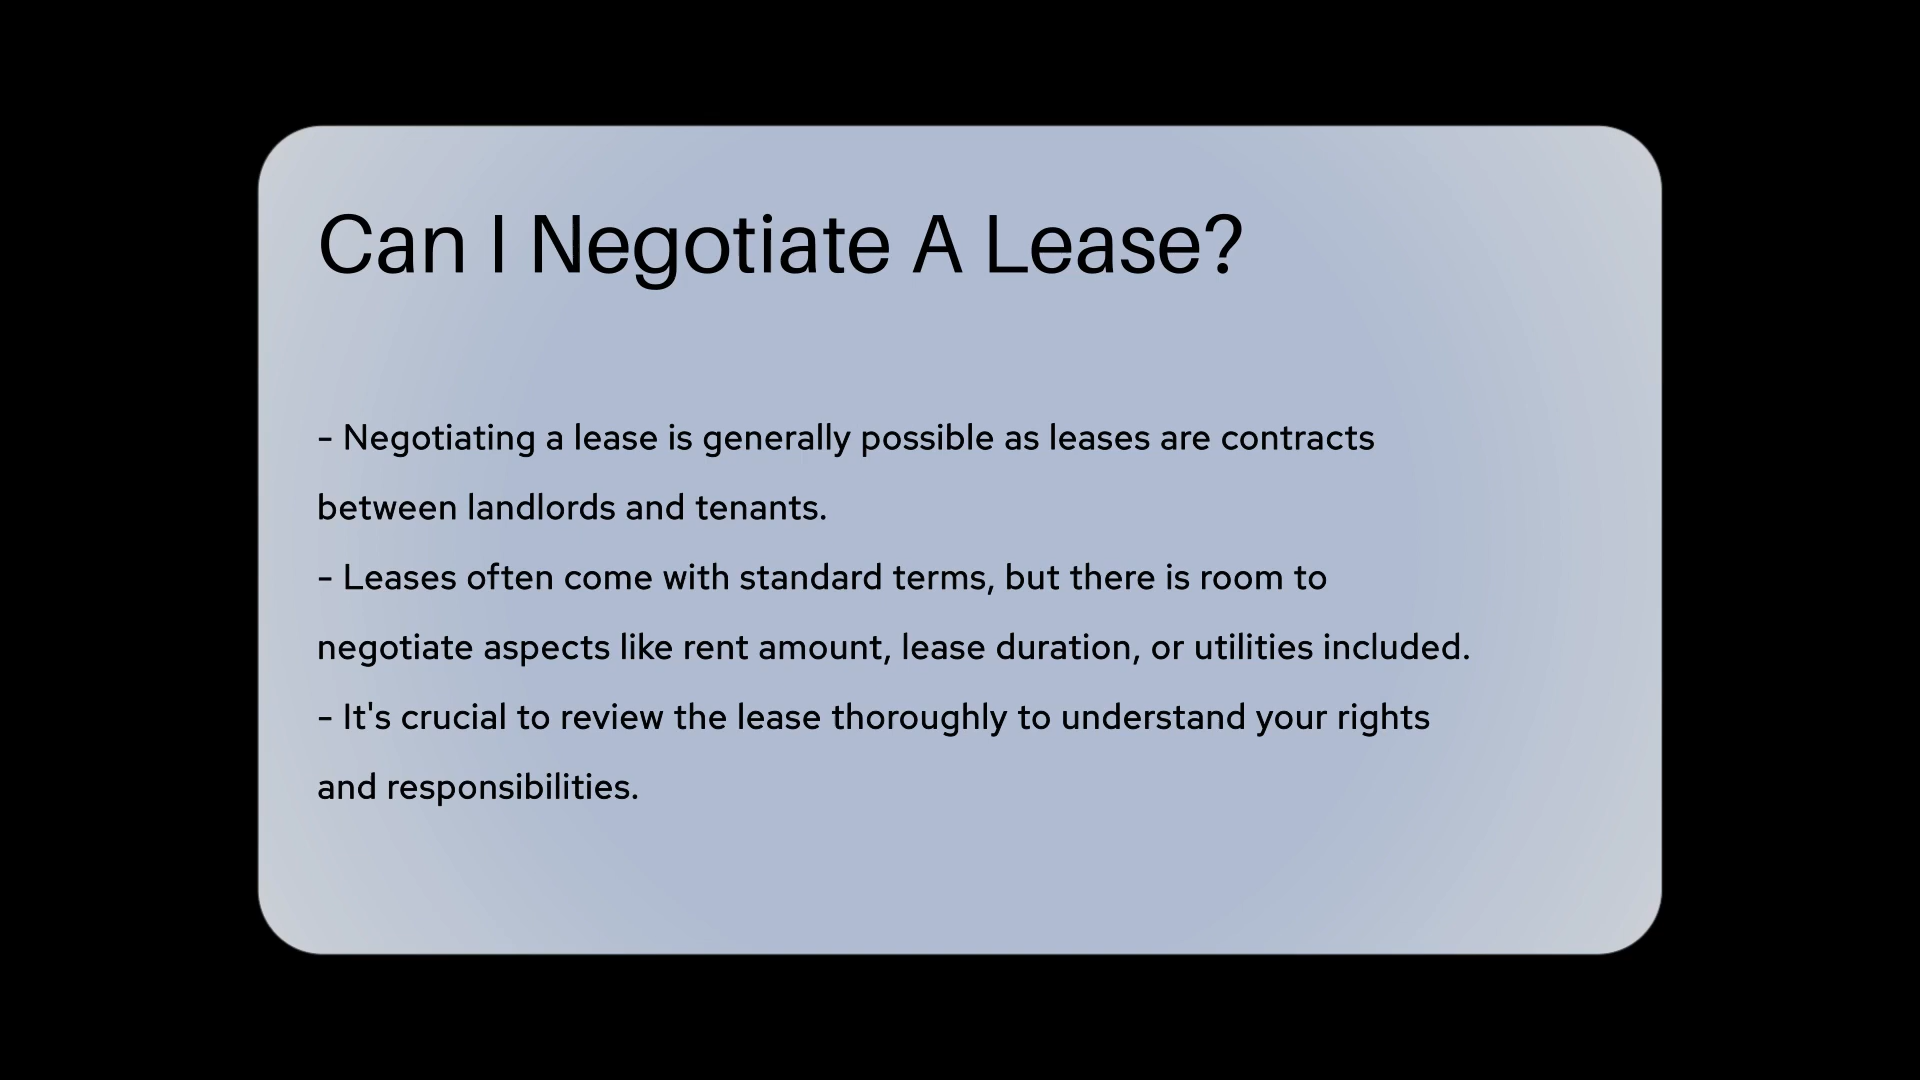 Can I Negotiate A Lease?
- Negotiating a lease is generally possible as leases are contracts
between landlords and tenants.
- Leases often come with standard terms, but there is room to
negotiate aspects like rent amount, lease duration, or utilities included.
- It's crucial to review the lease thoroughly to understand your rights
and responsibilities.